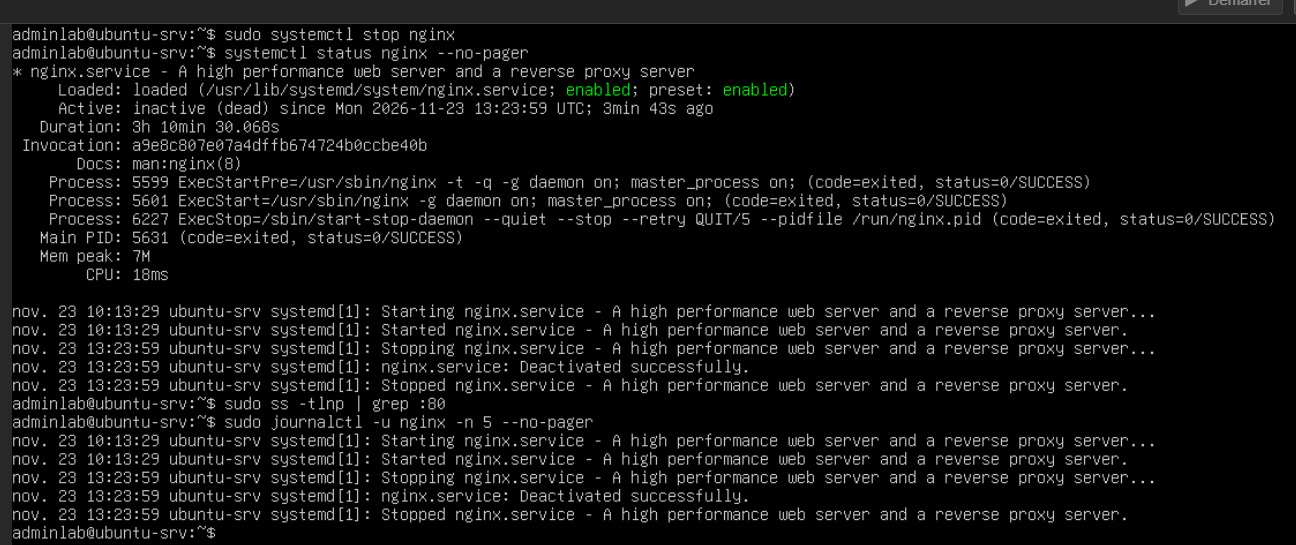 Démarrer
adminlab@ubuntu-srv:~$ sudo systemctl stop nginx
adminlab@ubuntu-srv:~$ systemctl status nginx --no-pager
* nginx.service - A high performance web server and a reverse proxy server
Loaded: loaded (/usr/lib/systemd/system/nginx.service; enabled; preset: enabled)
Active: inactive (dead) since Mon 2026-11-23 13:23:59 UTC; 3min 43s ago
Duration: 3h 10min 30.068s
Invocation: a9e8c807e07a4dffb674724b0ccbe40b
Docs: man:nginx(8)
Process: 5599 ExecStartPre=/usr/sbin/nginx -t -q -g daemon on; master_process on; (code=exited, status=0/SUCCESS)
Process: 5601 ExecStart=/usr/sbin/nginx -g daemon on; master_process on; (code=exited, status=0/SUCCESS)
Process: 6227 ExecStop=/sbin/start-stop-daemon --quiet --stop --retry QUIT/5 --pidfile /run/nginx.pid (code=exited, status=0/SUCCESS)
Main PID: 5631 (code=exited, status=0/SUCCESS)
Mem peak: 7M
CPU: 18ms
nov. 23 10:13:29 ubuntu-srv systemd[1]: Starting nginx.service - A high performance web server and a reverse proxy server...
nov. 23 10:13:29 ubuntu-srv systemd[1]: Started nginx.service - A high performance web server and a reverse proxy server.
nov. 23 13:23:59 ubuntu-srv systemd[1]: Stopping nginx.service - A high performance web server and a reverse proxy server...
nov. 23 13:23:59 ubuntu-srv systemd[1]: nginx.service: Deactivated successfully.
nov. 23 13:23:59 ubuntu-srv systemd[1]: Stopped nginx.service - A high performance web server and a reverse proxy server.
adminlab@ubuntu-srv:~$ sudo ss -tlnp | grep :80
adminlab@ubuntu-srv:~$ sudo journalctl -u nginx -n 5 --no-pager
nov. 23 10:13:29 ubuntu-srv systemd[1]: Starting nginx.service - A high performance web server and a reverse proxy server...
nov. 23 10:13:29 ubuntu-srv systemd[1]: Started nginx.service - A high performance web server and a reverse proxy server.
nov. 23 13:23:59 ubuntu-srv systemd[1]: Stopping nginx.service - A high performance web server and a reverse proxy server...
nov. 23 13:23:59 ubuntu-srv systemd[1]: nginx.service: Deactivated successfully.
nov. 23 13:23:59 ubuntu-srv systemd[1]: Stopped nginx.service - A high performance web server and a reverse proxy server.
adminlab@ubuntu-srv:~$